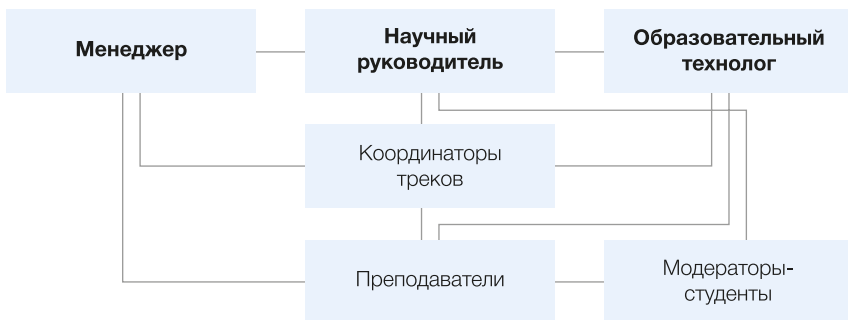 Менеджер
Научный
руководитель
Образовательный
технолог
Координаторы
треков
Преподаватели
Модераторы-
студенты